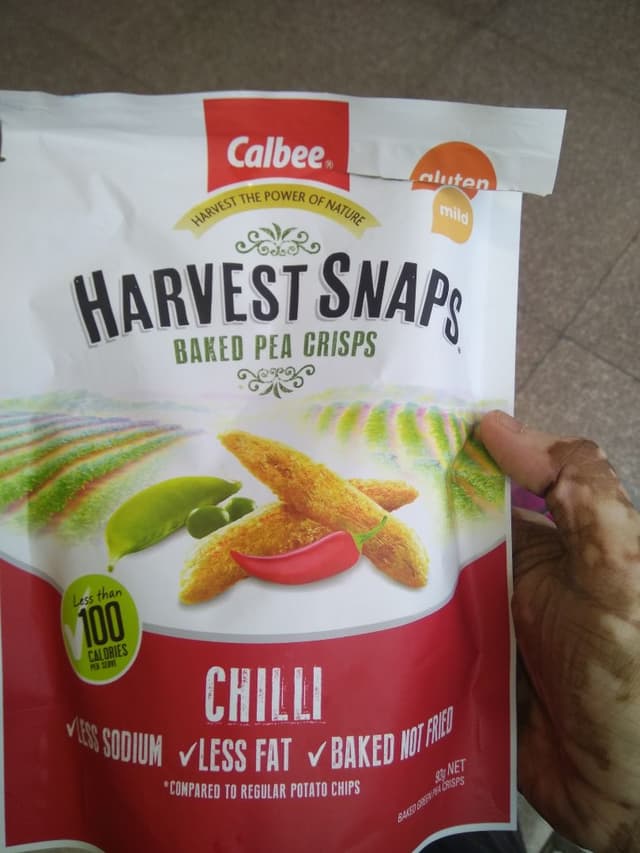 Calbee®
HARVEST THE POWER OF NATURE
gluten
mild
HARVEST SNAPS
BAKED PEA CRISPS
Less than
100
CALORIES
PER SERVE
CHILLI
✓LESS SODIUM ✓LESS FAT ✓BAKED NOT FRIED
*COMPARED TO REGULAR POTATO CHIPS
93g NET
BAKED GREEN PEA CRISPS